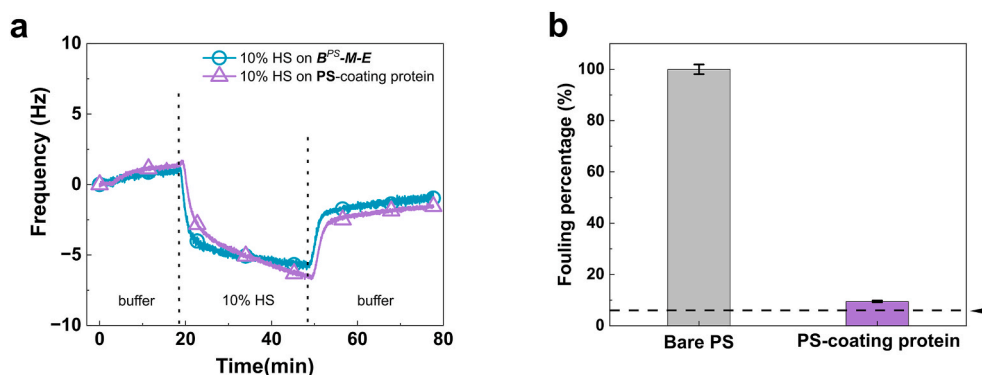 a
10% HS on B^PS-M-E
10% HS on PS-coating protein
Frequency (Hz)
10
5
0
−5
−10
buffer
10% HS
buffer
0
20
40
60
80
Time(min)
b
Fouling percentage (%)
120
100
80
60
40
20
10
0
Bare PS
PS-coating protein